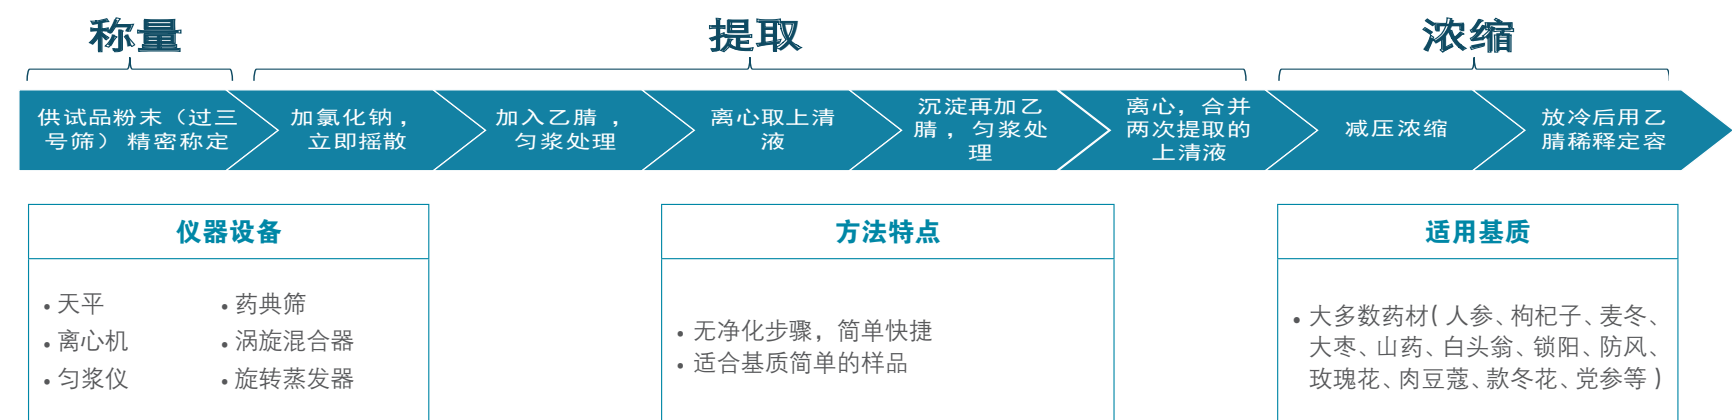 称量
提取
浓缩
供试品粉末（过三
号筛）精密称定
加氯化钠，
立即摇散
加入乙腈，
匀浆处理
离心取上清
液
沉淀再加乙
腈，匀浆处
理
离心，合并
两次提取的
上清液
减压浓缩
放冷后用乙
腈稀释定容
仪器设备
• 天平
• 药典筛
• 离心机
• 涡旋混合器
• 匀浆仪
• 旋转蒸发器
方法特点
• 无净化步骤，简单快捷
• 适合基质简单的样品
适用基质
• 大多数药材( 人参、枸杞子、麦冬、
大枣、山药、白头翁、锁阳、防风、
玫瑰花、肉豆蔻、款冬花、党参等 )